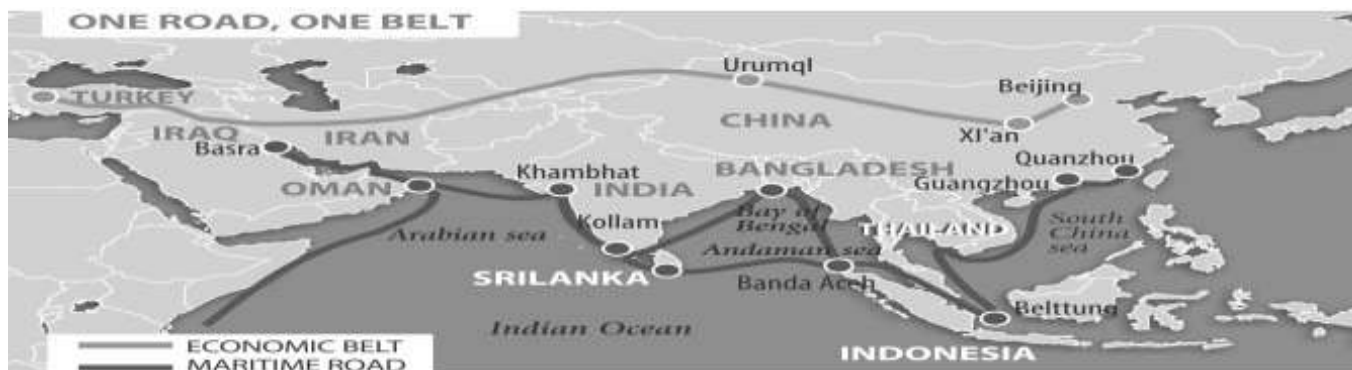 ONE ROAD, ONE BELT
Urumql
Beijing
TURKEY
CHINA
IRAQ
IRAN
XI'an
Basra
Quanzhou
Khambhat
BANGLADESH
OMAN
INDIA
Guangzhou
Kollam
Bay of
Bengal
South
China
sea
THAILAND
Arabian sea
Andaman sea
SRILANKA
Banda Aceh
Belttung
Indian Ocean
INDONESIA
ECONOMIC BELT
MARITIME ROAD